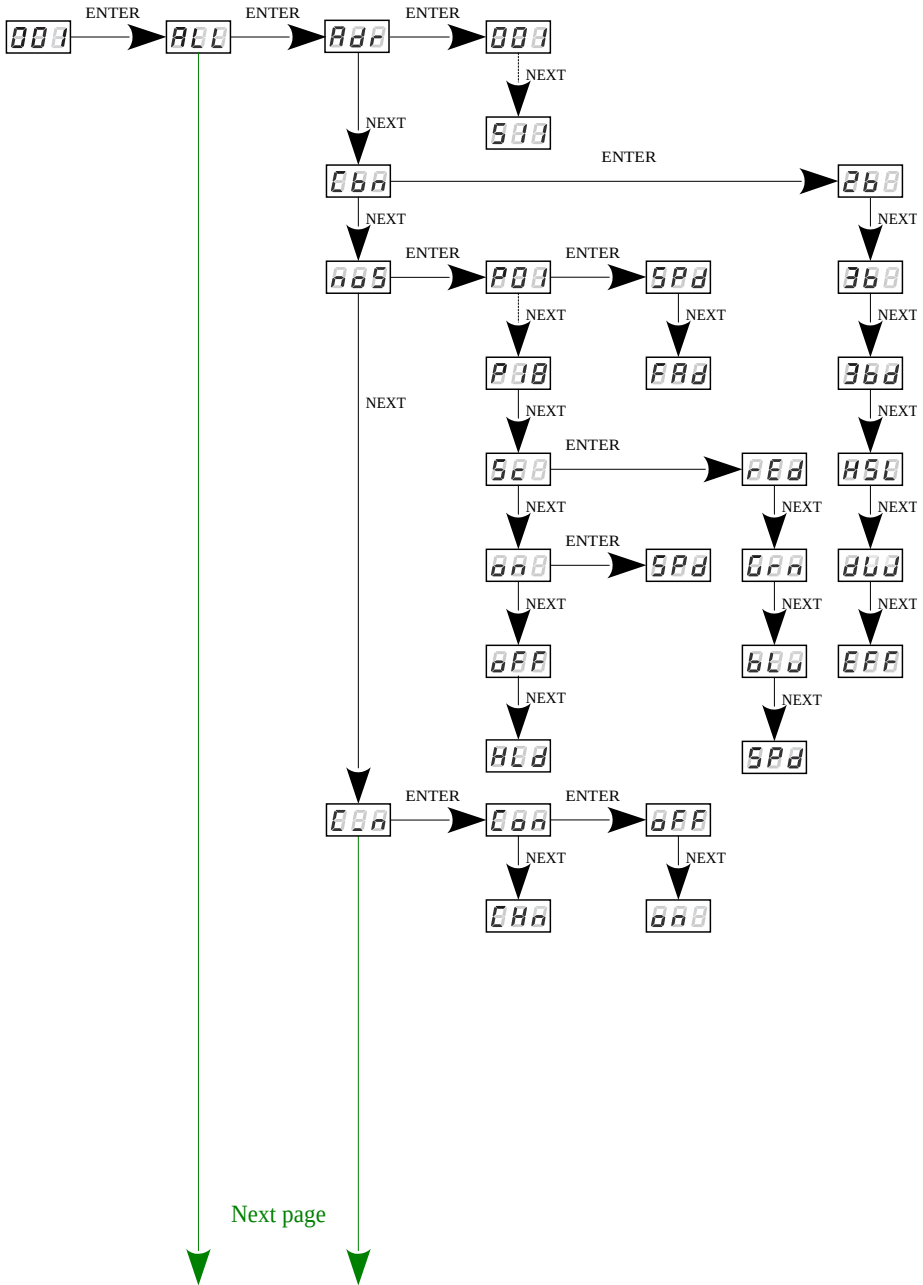 ENTER ENTER ENTER
001 ALL Adr 001
NEXT
NEXT 511
ENTER
Cbn 2b
NEXT NEXT
ENTER ENTER
noS P01 SPd 3b
NEXT NEXT NEXT
P18 FAd 3bd
NEXT NEXT NEXT
ENTER
Sc rEd HSL
NEXT NEXT NEXT
ENTER
on SPd Grn
NEXT NEXT NEXT
oFF bLu EFF
NEXT NEXT
HLd SPd
ENTER ENTER
C_n Con oFF
NEXT NEXT
CHn on
Next page